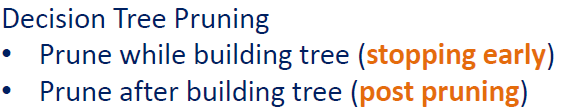 Decision Tree Pruning
• Prune while building tree (stopping early)
• Prune after building tree (post pruning)